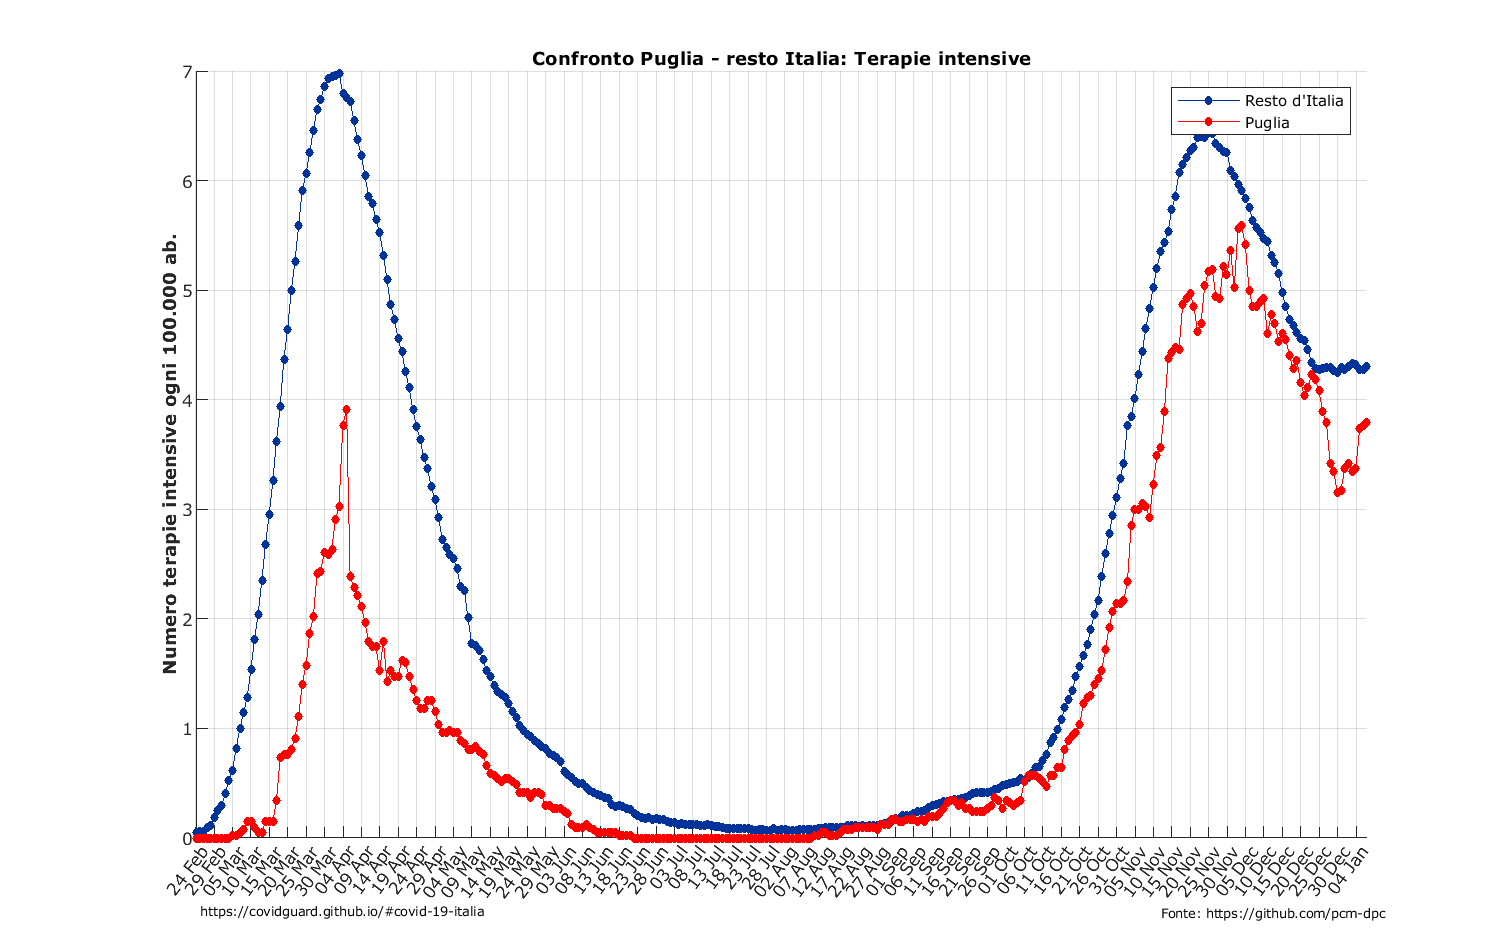 Confronto Puglia - resto Italia: Terapie intensive
Numero terapie intensive ogni 100.000 ab.
7
6
5
4
3
2
1
0
Resto d'Italia
Puglia
24 Feb
29 Feb
05 Mar
10 Mar
15 Mar
20 Mar
25 Mar
30 Mar
04 Apr
09 Apr
14 Apr
19 Apr
24 Apr
29 Apr
04 May
09 May
14 May
19 May
24 May
29 May
03 Jun
08 Jun
13 Jun
18 Jun
23 Jun
28 Jun
03 Jul
08 Jul
13 Jul
18 Jul
23 Jul
28 Jul
02 Aug
07 Aug
12 Aug
17 Aug
22 Aug
27 Aug
01 Sep
06 Sep
11 Sep
16 Sep
21 Sep
26 Sep
01 Oct
06 Oct
11 Oct
16 Oct
21 Oct
26 Oct
31 Oct
05 Nov
10 Nov
15 Nov
20 Nov
25 Nov
30 Nov
05 Dec
10 Dec
15 Dec
20 Dec
25 Dec
30 Dec
04 Jan
https://covidguard.github.io/#covid-19-italia
Fonte: https://github.com/pcm-dpc